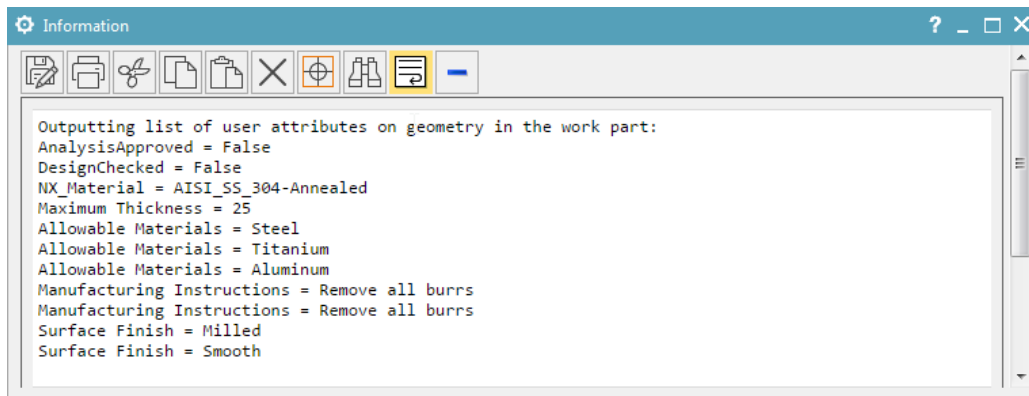 Information
?
Outputting list of user attributes on geometry in the work part:
AnalysisApproved = False
DesignChecked = False
NX_Material = AISI_SS_304-Annealed
Maximum Thickness = 25
Allowable Materials = Steel
Allowable Materials = Titanium
Allowable Materials = Aluminum
Manufacturing Instructions = Remove all burrs
Manufacturing Instructions = Remove all burrs
Surface Finish = Milled
Surface Finish = Smooth